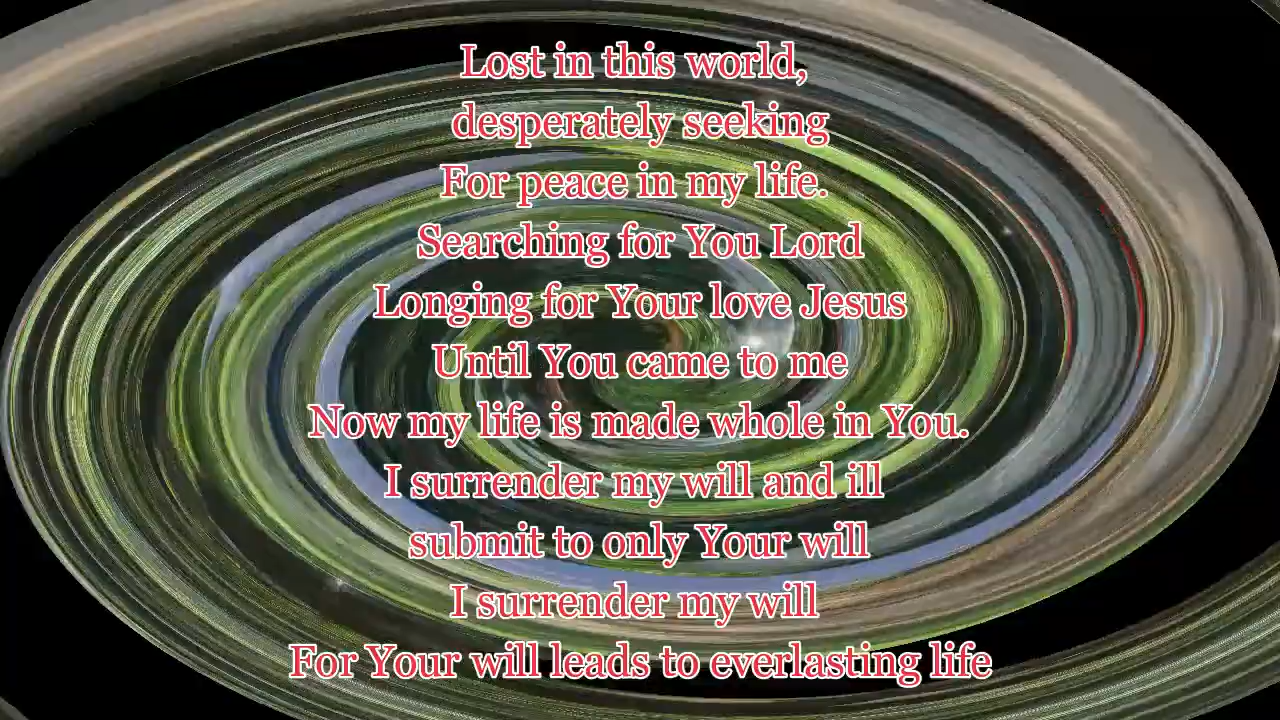 Lost in this world,
desperately seeking
For peace in my life.
Searching for You Lord
Longing for Your love Jesus
Until You came to me
Now my life is made whole in You.
I surrender my will and ill
submit to only Your will
I surrender my will
For Your will leads to everlasting life